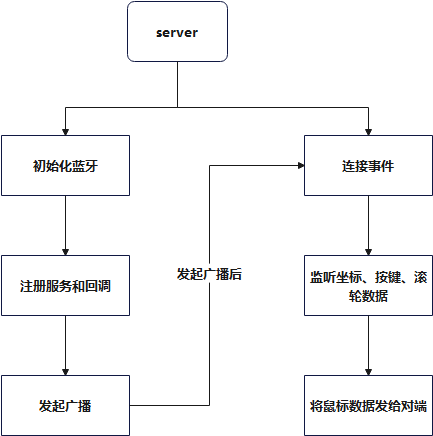 server
初始化蓝牙
连接事件
注册服务和回调
发起广播后
监听坐标、按键、滚
轮数据
发起广播
将鼠标数据发给对端